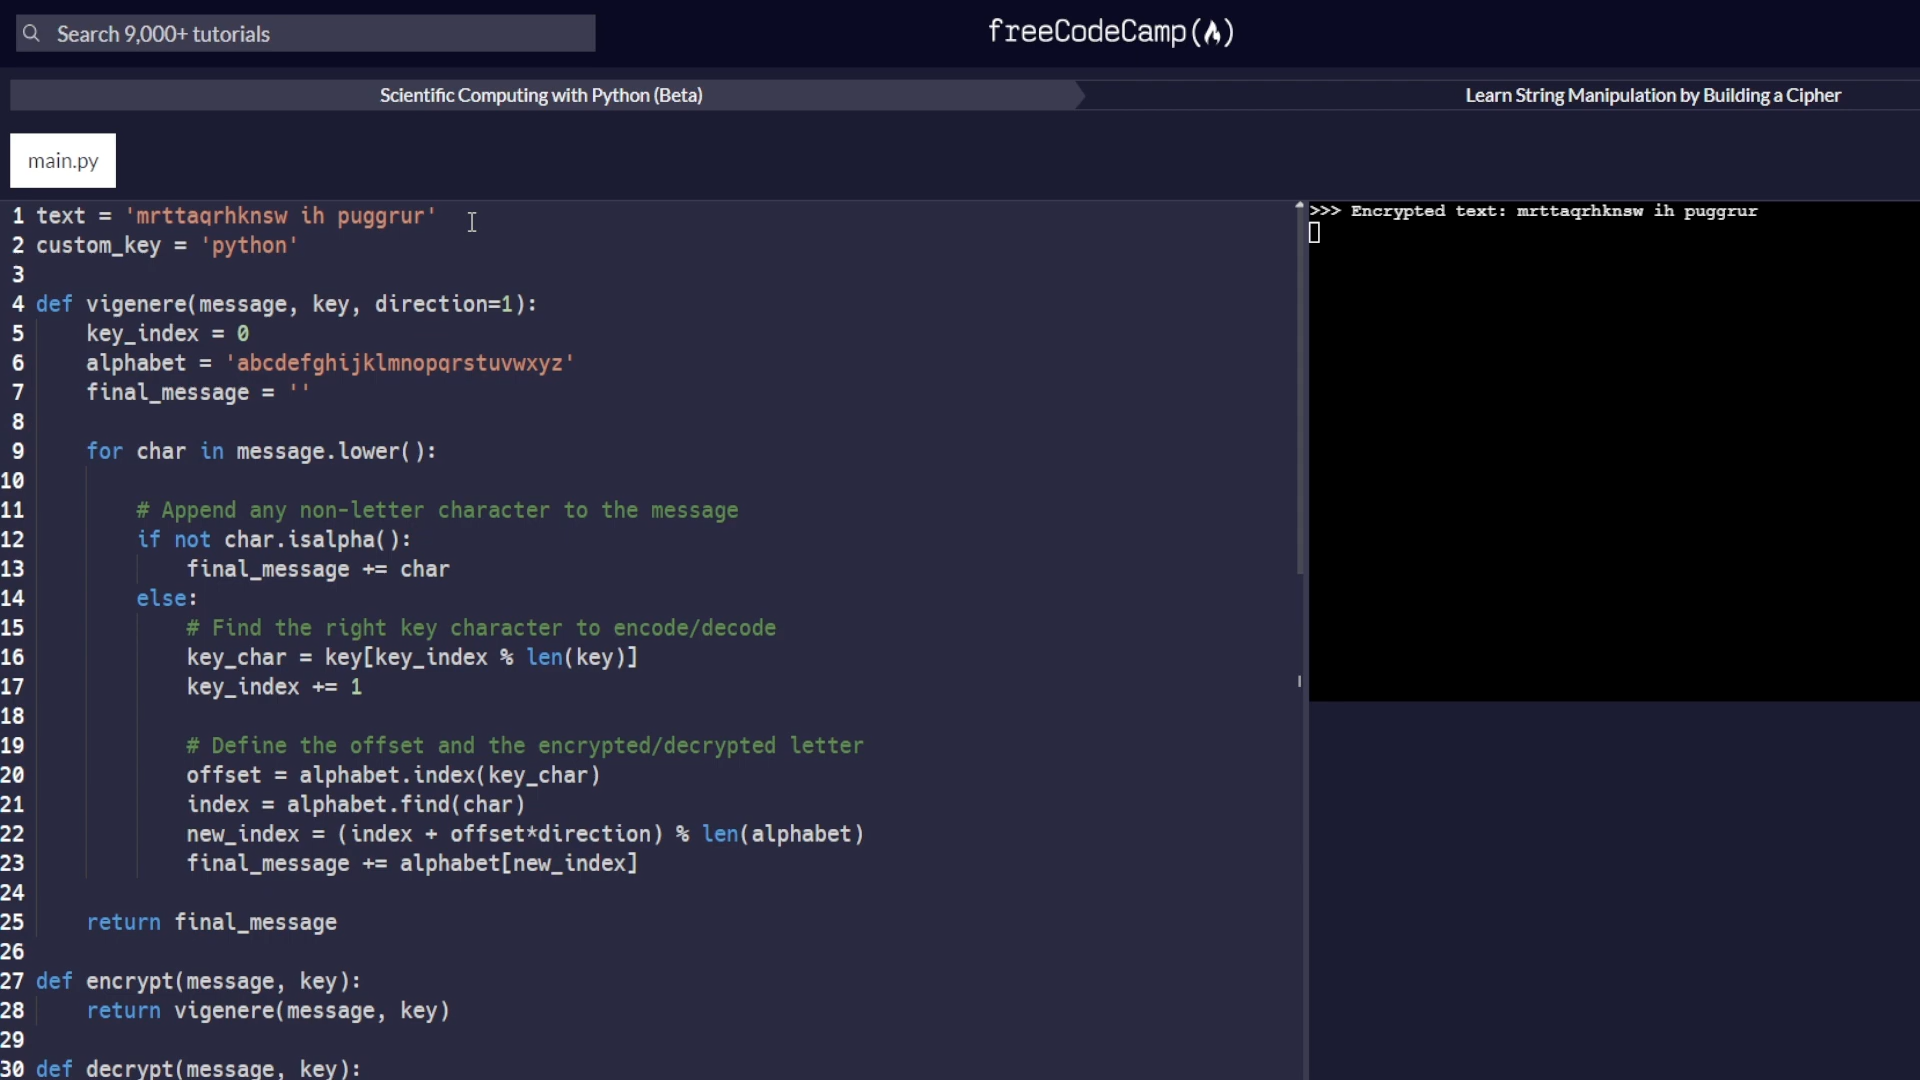 Search 9,000+ tutorials
freeCodeCamp(🔥)
Scientific Computing with Python (Beta)
Learn String Manipulation by Building a Cipher
main.py
1 text = 'mrttaqrhknsw ih puggrur'
2 custom_key = 'python'
3
4 def vigenere(message, key, direction=1):
5     key_index = 0
6     alphabet = 'abcdefghijklmnopqrstuvwxyz'
7     final_message = ''
8
9     for char in message.lower():
10
11         # Append any non-letter character to the message
12         if not char.isalpha():
13             final_message += char
14         else:
15             # Find the right key character to encode/decode
16             key_char = key[key_index % len(key)]
17             key_index += 1
18
19             # Define the offset and the encrypted/decrypted letter
20             offset = alphabet.index(key_char)
21             index = alphabet.find(char)
22             new_index = (index + offset*direction) % len(alphabet)
23             final_message += alphabet[new_index]
24
25     return final_message
26
27 def encrypt(message, key):
28     return vigenere(message, key)
29
30 def decrypt(message, key):
>>> Encrypted text: mrttaqrhknsw ih puggrur